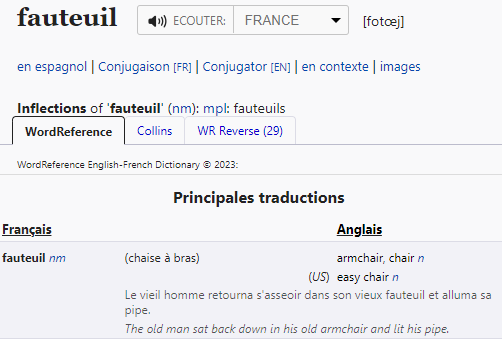 fauteuil ECOUTER: FRANCE [fotœj]
en espagnol | Conjugaison [FR] | Conjugator [EN] | en contexte | images
Inflections of 'fauteuil' (nm): mpl: fauteuils
WordReference Collins WR Reverse (29)
WordReference English-French Dictionary © 2023:
Principales traductions
Français Anglais
fauteuil nm (chaise à bras) armchair, chair n
(US) easy chair n
Le vieil homme retourna s'asseoir dans son vieux fauteuil et alluma sa
pipe.
The old man sat back down in his old armchair and lit his pipe.